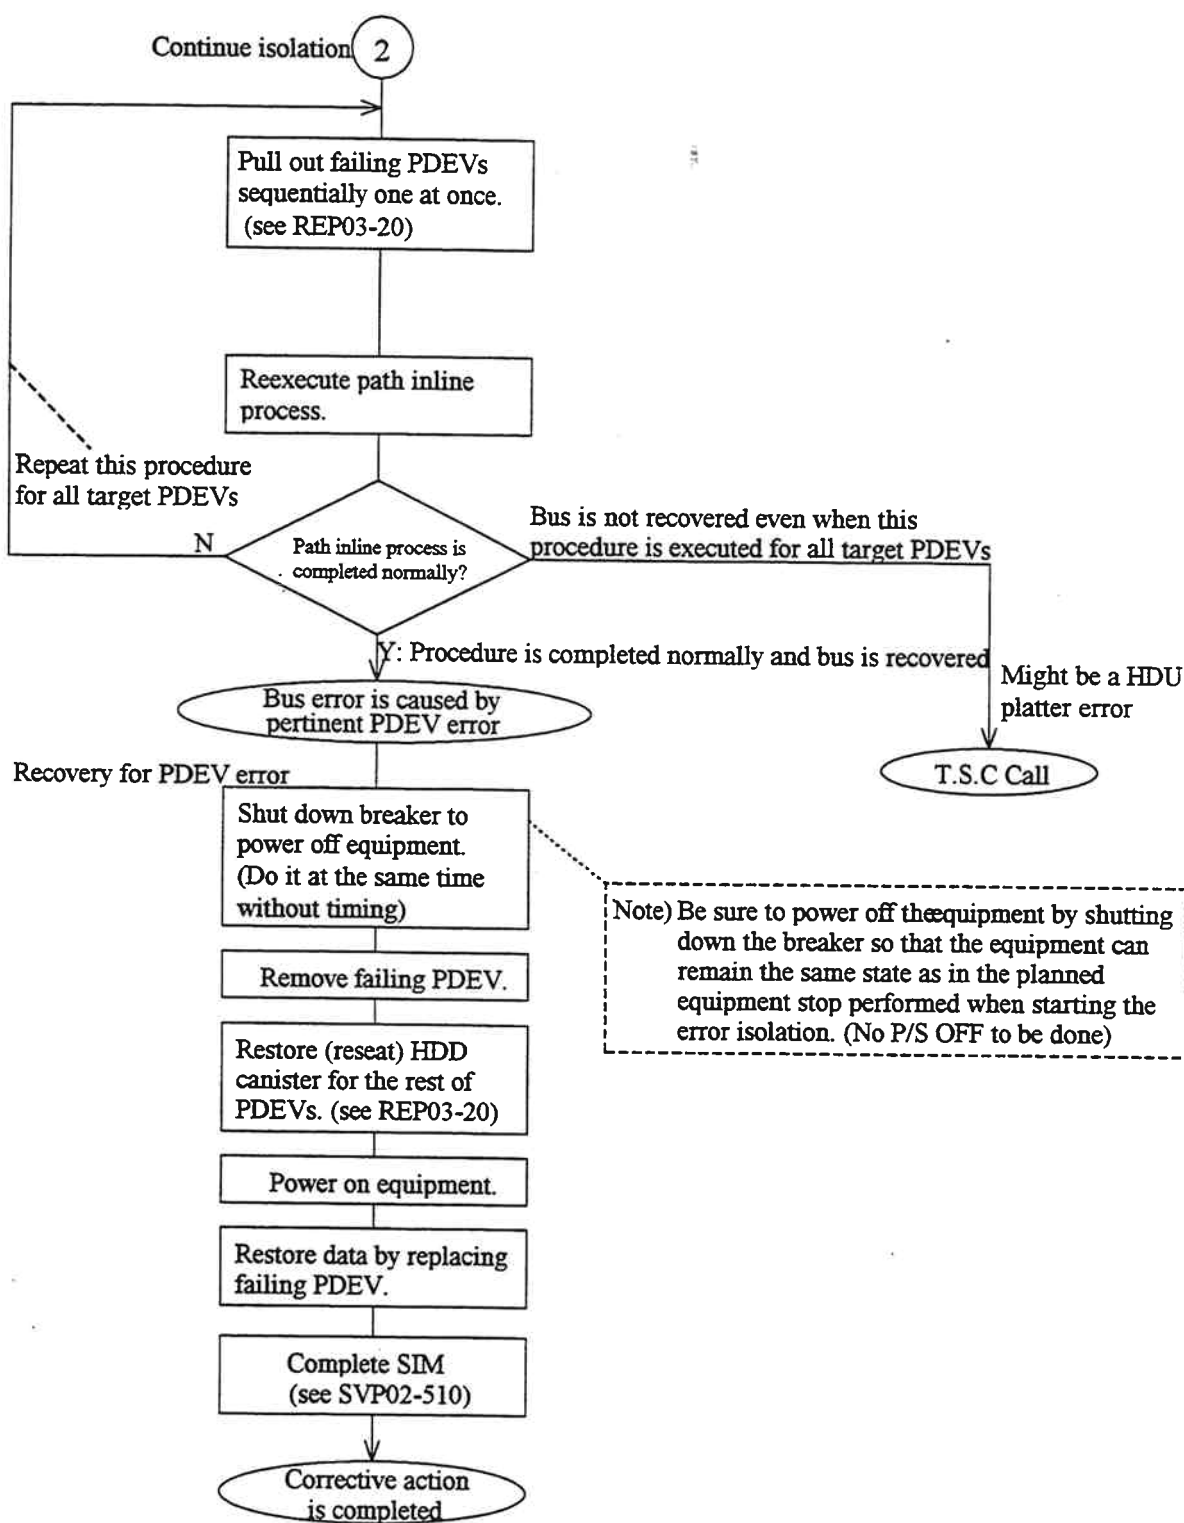 Continue isolation
2
Pull out failing PDEVs
sequentially one at once.
(see REP03-20)
Reexecute path inline
process.
Repeat this procedure
for all target PDEVs
N
Path inline process is
completed normally?
Bus is not recovered even when this
procedure is executed for all target PDEVs
Y: Procedure is completed normally and bus is recovered
Might be a HDU
platter error
Bus error is caused by
pertinent PDEV error
T.S.C Call
Recovery for PDEV error
Shut down breaker to
power off equipment.
(Do it at the same time
without timing)
Note) Be sure to power off theequipment by shutting
down the breaker so that the equipment can
remain the same state as in the planned
equipment stop performed when starting the
error isolation. (No P/S OFF to be done)
Remove failing PDEV.
Restore (reseat) HDD
canister for the rest of
PDEVs. (see REP03-20)
Power on equipment.
Restore data by replacing
failing PDEV.
Complete SIM
(see SVP02-510)
Corrective action
is completed